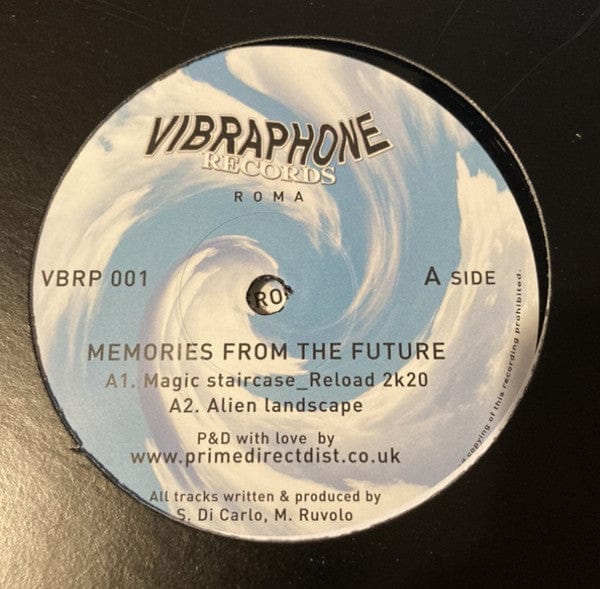 VIBRAPHONE
RECORDS
ROMA
VBRP 001
A SIDE
RO
MEMORIES FROM THE FUTURE
A1. Magic staircase_Reload 2k20
A2. Alien landscape
P&D with love by
www.primedirectdist.co.uk
All tracks written & produced by
S. Di Carlo, M. Ruvolo
copying of this recording prohibited.